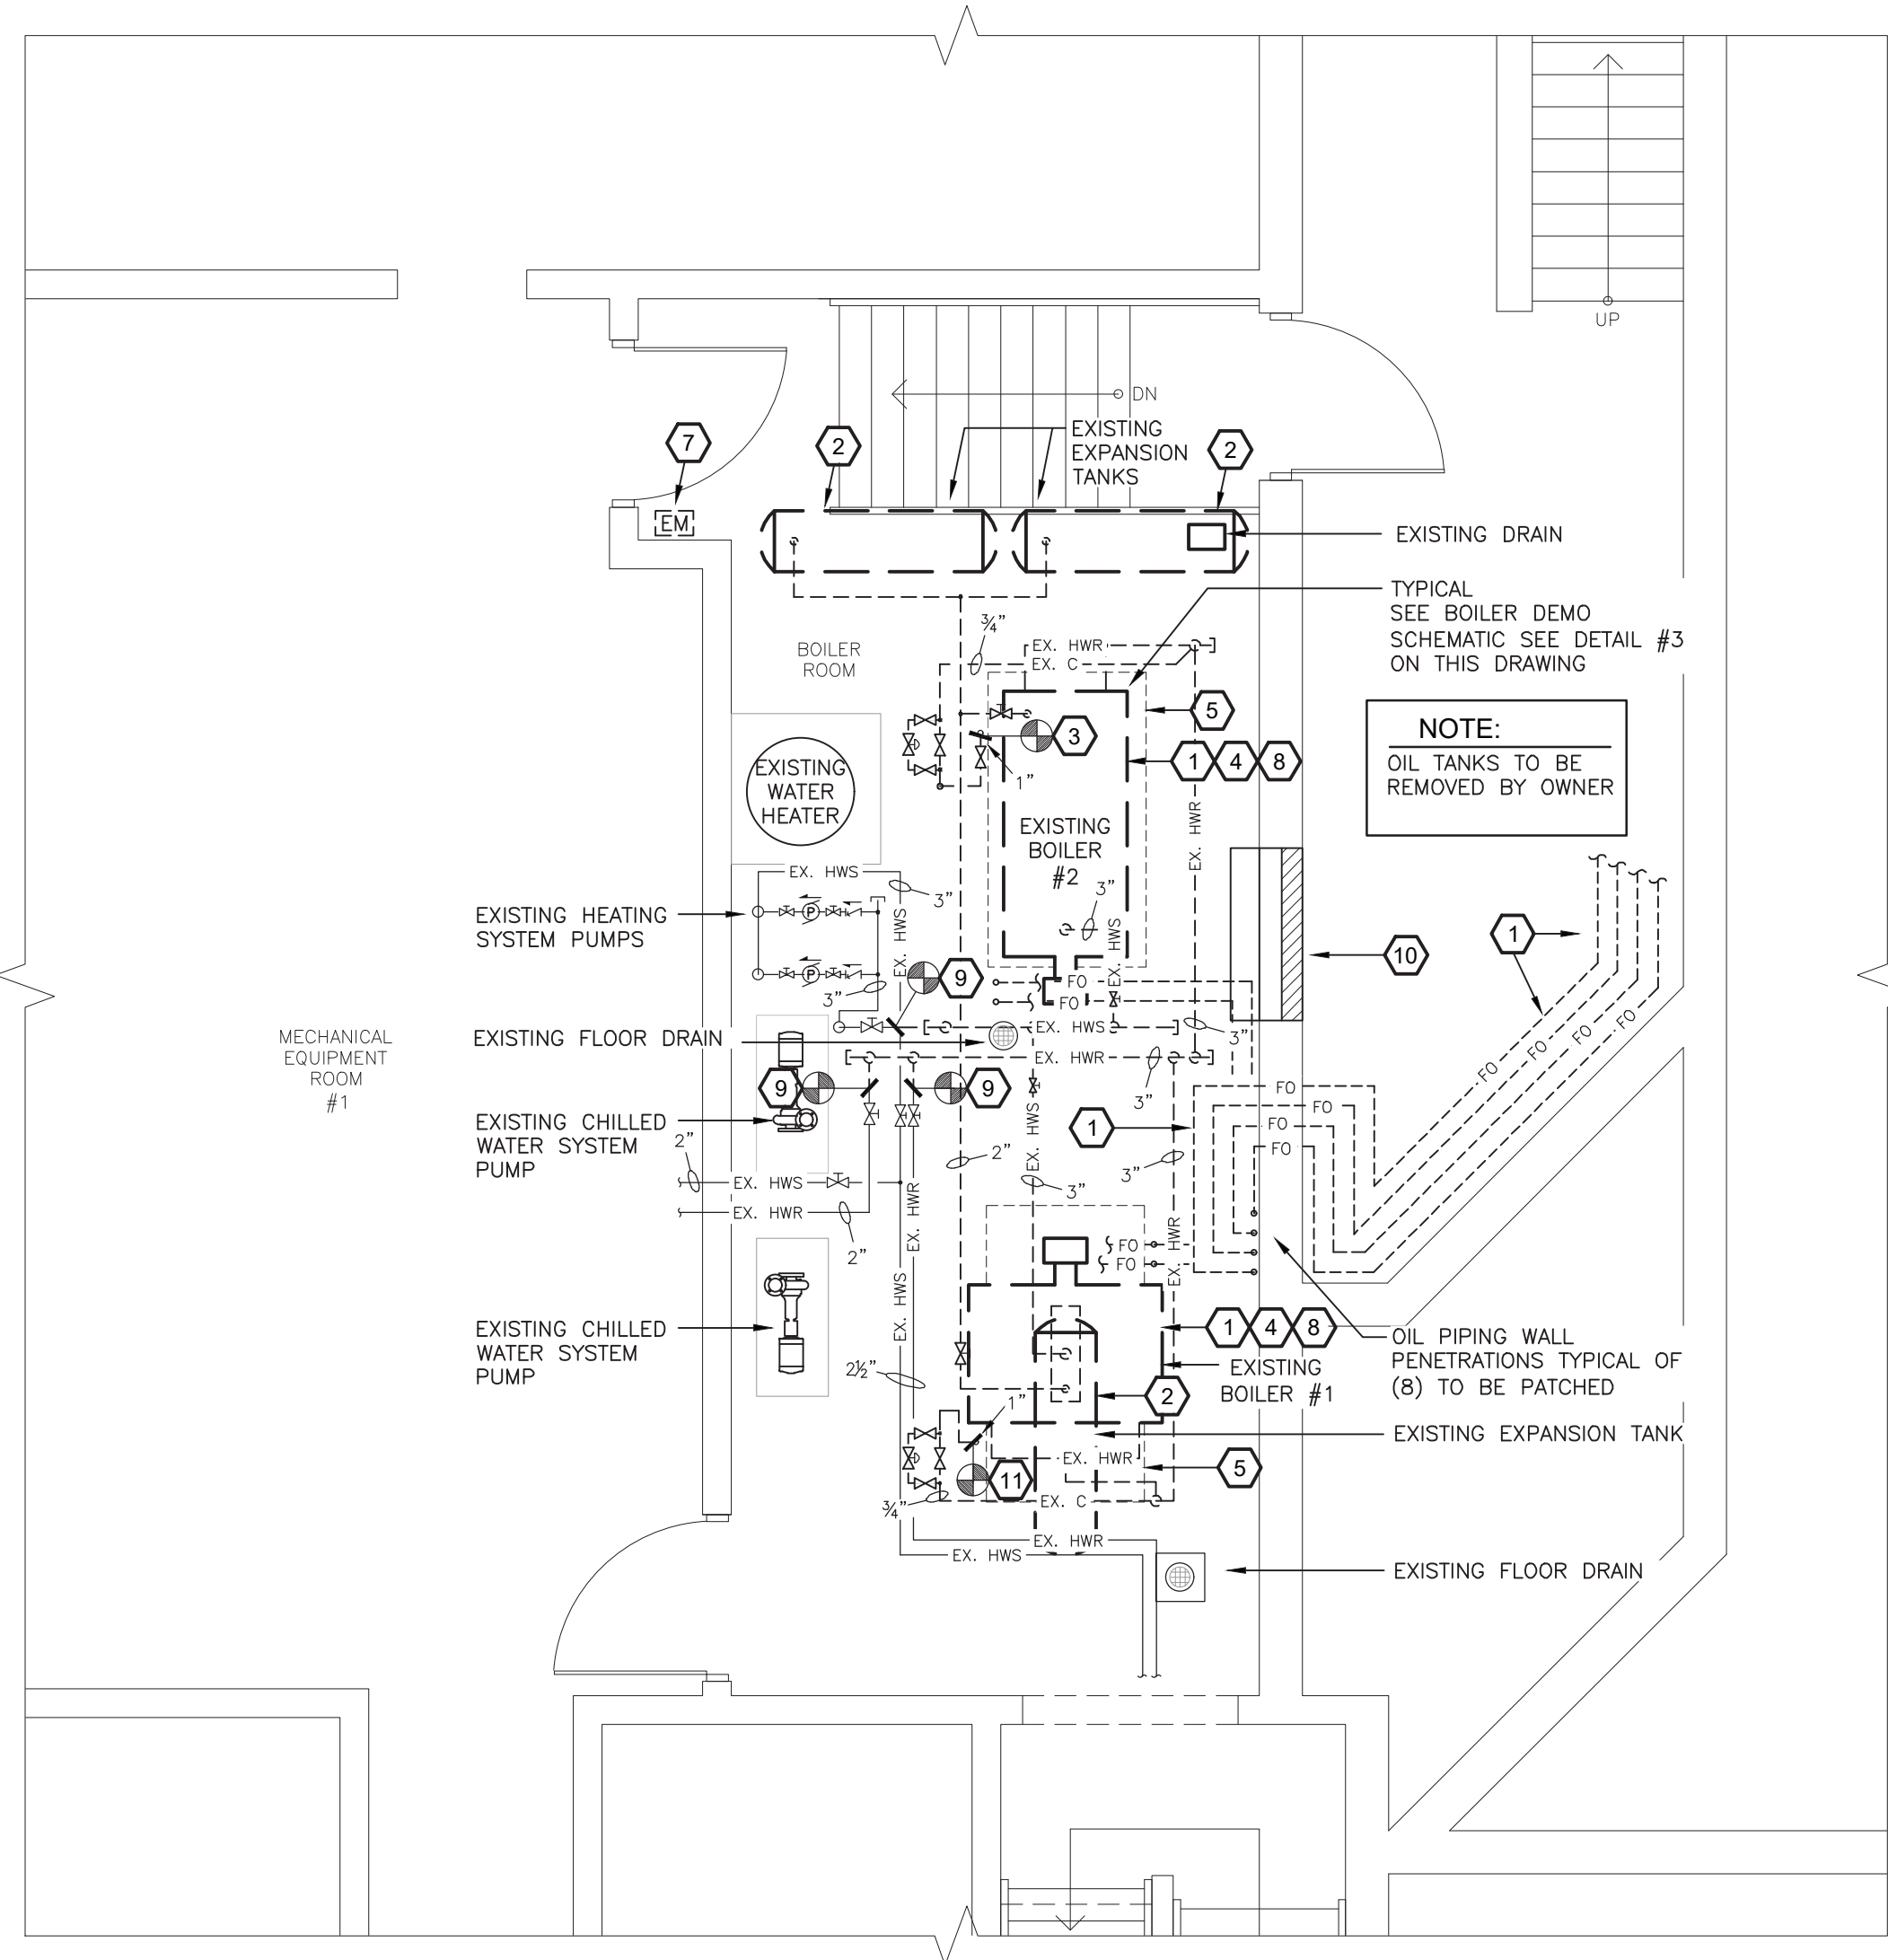 UP
DN
7
2
EXISTING
EXPANSION
TANKS
2
EM
EXISTING DRAIN
TYPICAL
SEE BOILER DEMO
SCHEMATIC SEE DETAIL #3
ON THIS DRAWING
3/4"
BOILER
ROOM
EX. HWR
EX. C
5
3
1"
1
4
8
NOTE:
OIL TANKS TO BE
REMOVED BY OWNER
EXISTING
WATER
HEATER
EXISTING
BOILER
#2
EX. HWR
EX. HWS
3"
3"
EX. HWS
EX. HWS
EXISTING HEATING
SYSTEM PUMPS
P
P
3"
9
FO
FO
10
1
MECHANICAL
EQUIPMENT
ROOM
#1
EXISTING FLOOR DRAIN
EX. HWS
3"
EX. HWR
3"
9
9
FO
FO
FO
FO
FO
FO
FO
FO
1
EXISTING CHILLED
WATER SYSTEM
PUMP
2"
EX. HWS
2"
EX. HWS
3"
3"
EX. HWR
2"
EX. HWR
EX. HWR
FO
FO
EX. HWS
EXISTING CHILLED
WATER SYSTEM
PUMP
2½"
1
4
8
EXISTING
BOILER #1
OIL PIPING WALL
PENETRATIONS TYPICAL OF
(8) TO BE PATCHED
2
1"
EXISTING EXPANSION TANK
EX. HWR
5
11
3/4"
EX. C
EX. HWR
EX. HWS
EXISTING FLOOR DRAIN